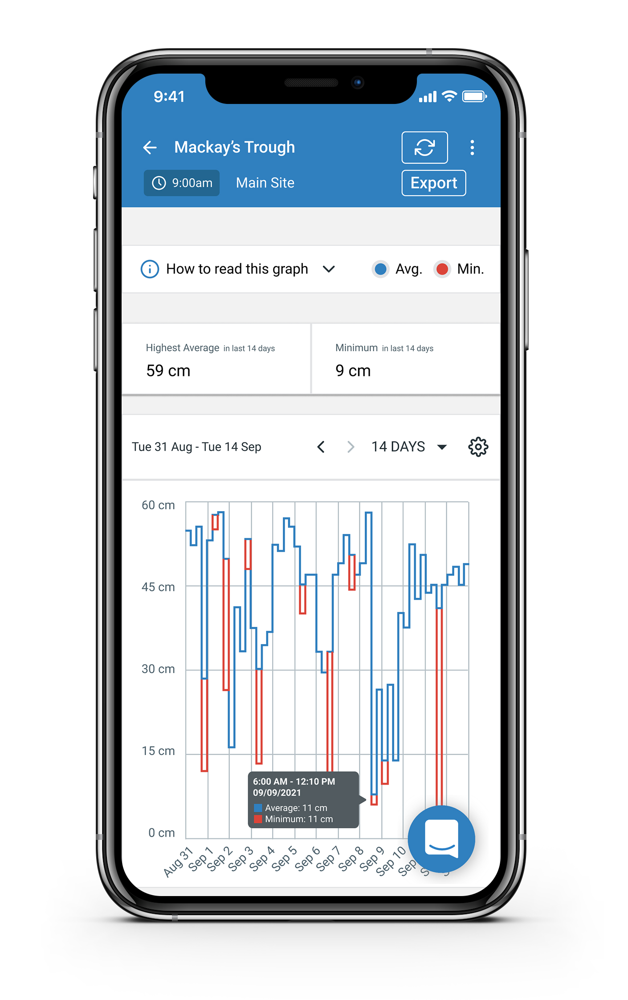 9:41
Mackay’s Trough
9:00am Main Site Export
How to read this graph Avg. Min.
Highest Average in last 14 days
59 cm
Minimum in last 14 days
9 cm
Tue 31 Aug - Tue 14 Sep 14 DAYS
60 cm
45 cm
30 cm
15 cm
0 cm
6:00 AM - 12:10 PM
09/09/2021
Average: 11 cm
Minimum: 11 cm
Aug 31
Sep 1
Sep 2
Sep 3
Sep 4
Sep 5
Sep 6
Sep 7
Sep 8
Sep 9
Sep 10
Sep